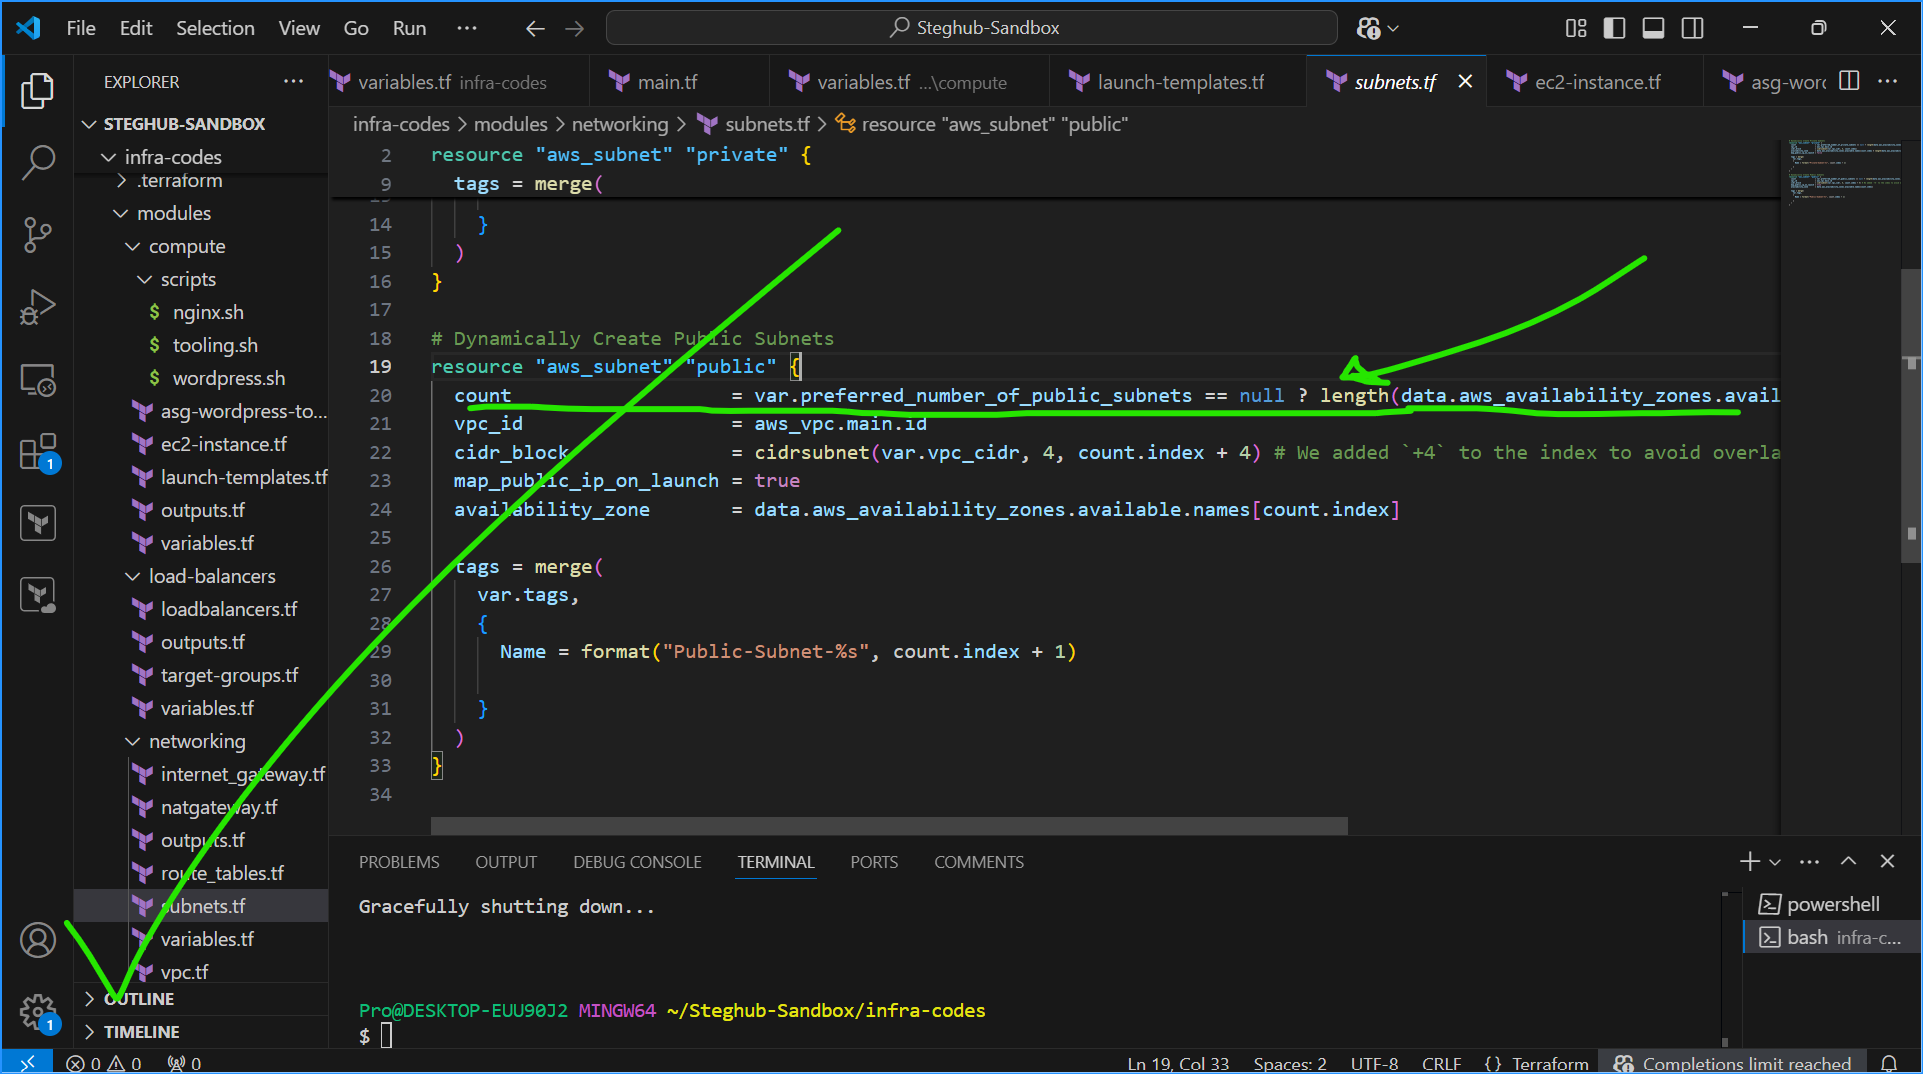 File Edit Selection View Go Run ···
Steghub-Sandbox
EXPLORER ···
variables.tf infra-codes
main.tf
variables.tf ...\compute
launch-templates.tf
subnets.tf
ec2-instance.tf
asg-wor
···
STEGHUB-SANDBOX
infra-codes
.terraform
modules
compute
scripts
$ nginx.sh
$ tooling.sh
$ wordpress.sh
asg-wordpress-to...
ec2-instance.tf
launch-templates.tf
outputs.tf
variables.tf
load-balancers
loadbalancers.tf
outputs.tf
target-groups.tf
variables.tf
networking
internet_gateway.tf
natgateway.tf
outputs.tf
route_tables.tf
subnets.tf
variables.tf
vpc.tf
OUTLINE
TIMELINE
1
1
infra-codes > modules > networking > subnets.tf > resource "aws_subnet" "public"
2 resource "aws_subnet" "private" {
9 tags = merge(
14 }
15 )
16 }
17
18 # Dynamically Create Public Subnets
19 resource "aws_subnet" "public" {
20 count = var.preferred_number_of_public_subnets == null ? length(data.aws_availability_zones.avail
21 vpc_id = aws_vpc.main.id
22 cidr_block = cidrsubnet(var.vpc_cidr, 4, count.index + 4) # We added `+4` to the index to avoid overla
23 map_public_ip_on_launch = true
24 availability_zone = data.aws_availability_zones.available.names[count.index]
25
26 tags = merge(
27 var.tags,
28 {
29 Name = format("Public-Subnet-%s", count.index + 1)
30
31 }
32 )
33 }
34
PROBLEMS OUTPUT DEBUG CONSOLE TERMINAL PORTS COMMENTS
Gracefully shutting down...
Pro@DESKTOP-EUU90J2 MINGW64 ~/Steghub-Sandbox/infra-codes
$
powershell
bash infra-c...
0 0 0
Ln 19, Col 33 Spaces: 2 UTF-8 CRLF {} Terraform Completions limit reached